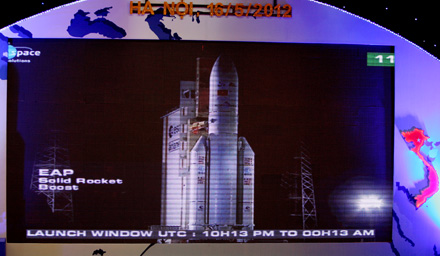 HÀ NỘI, 16/5/2012
space
solutions
11
EAP
Solid Rocket
Boost
LAUNCH WINDOW UTC : 10H13 PM TO 00H13 AM